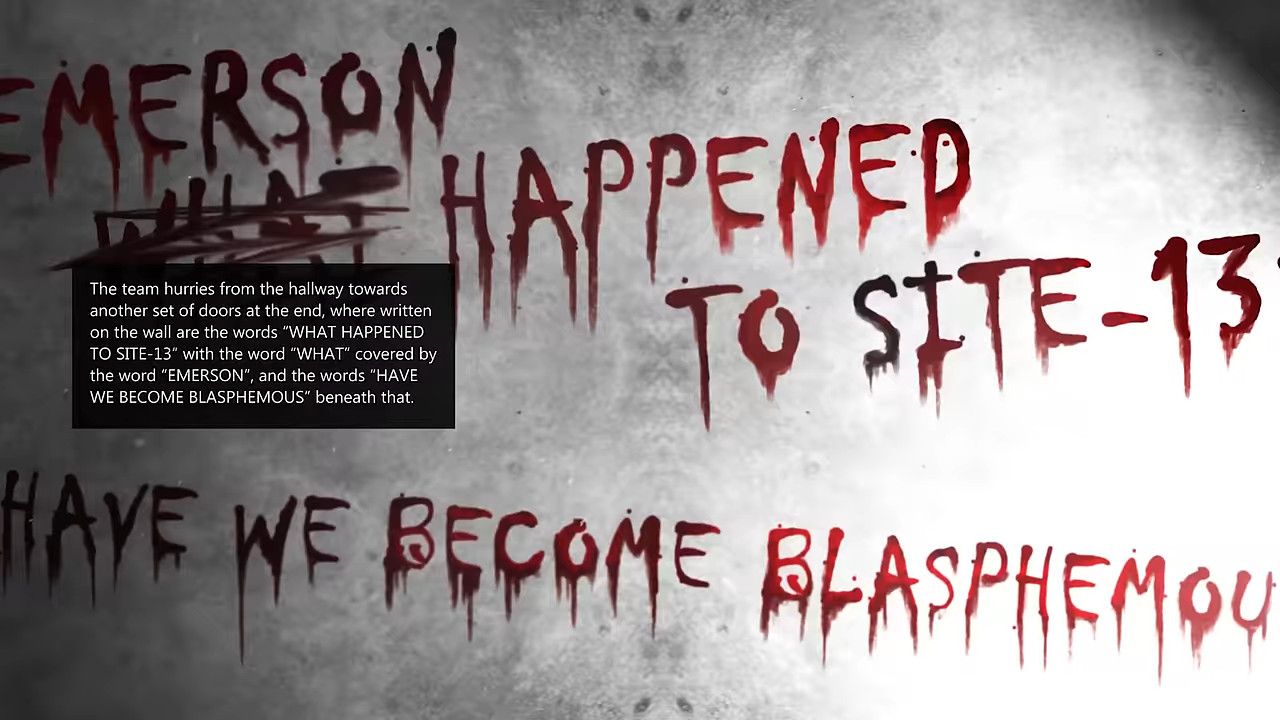 EMERSON
WHAT HAPPENED
TO SITE-13
The team hurries from the hallway towards
another set of doors at the end, where written
on the wall are the words “WHAT HAPPENED
TO SITE-13” with the word “WHAT” covered by
the word “EMERSON”, and the words “HAVE
WE BECOME BLASPHEMOUS” beneath that.
HAVE WE BECOME BLASPHEMOU